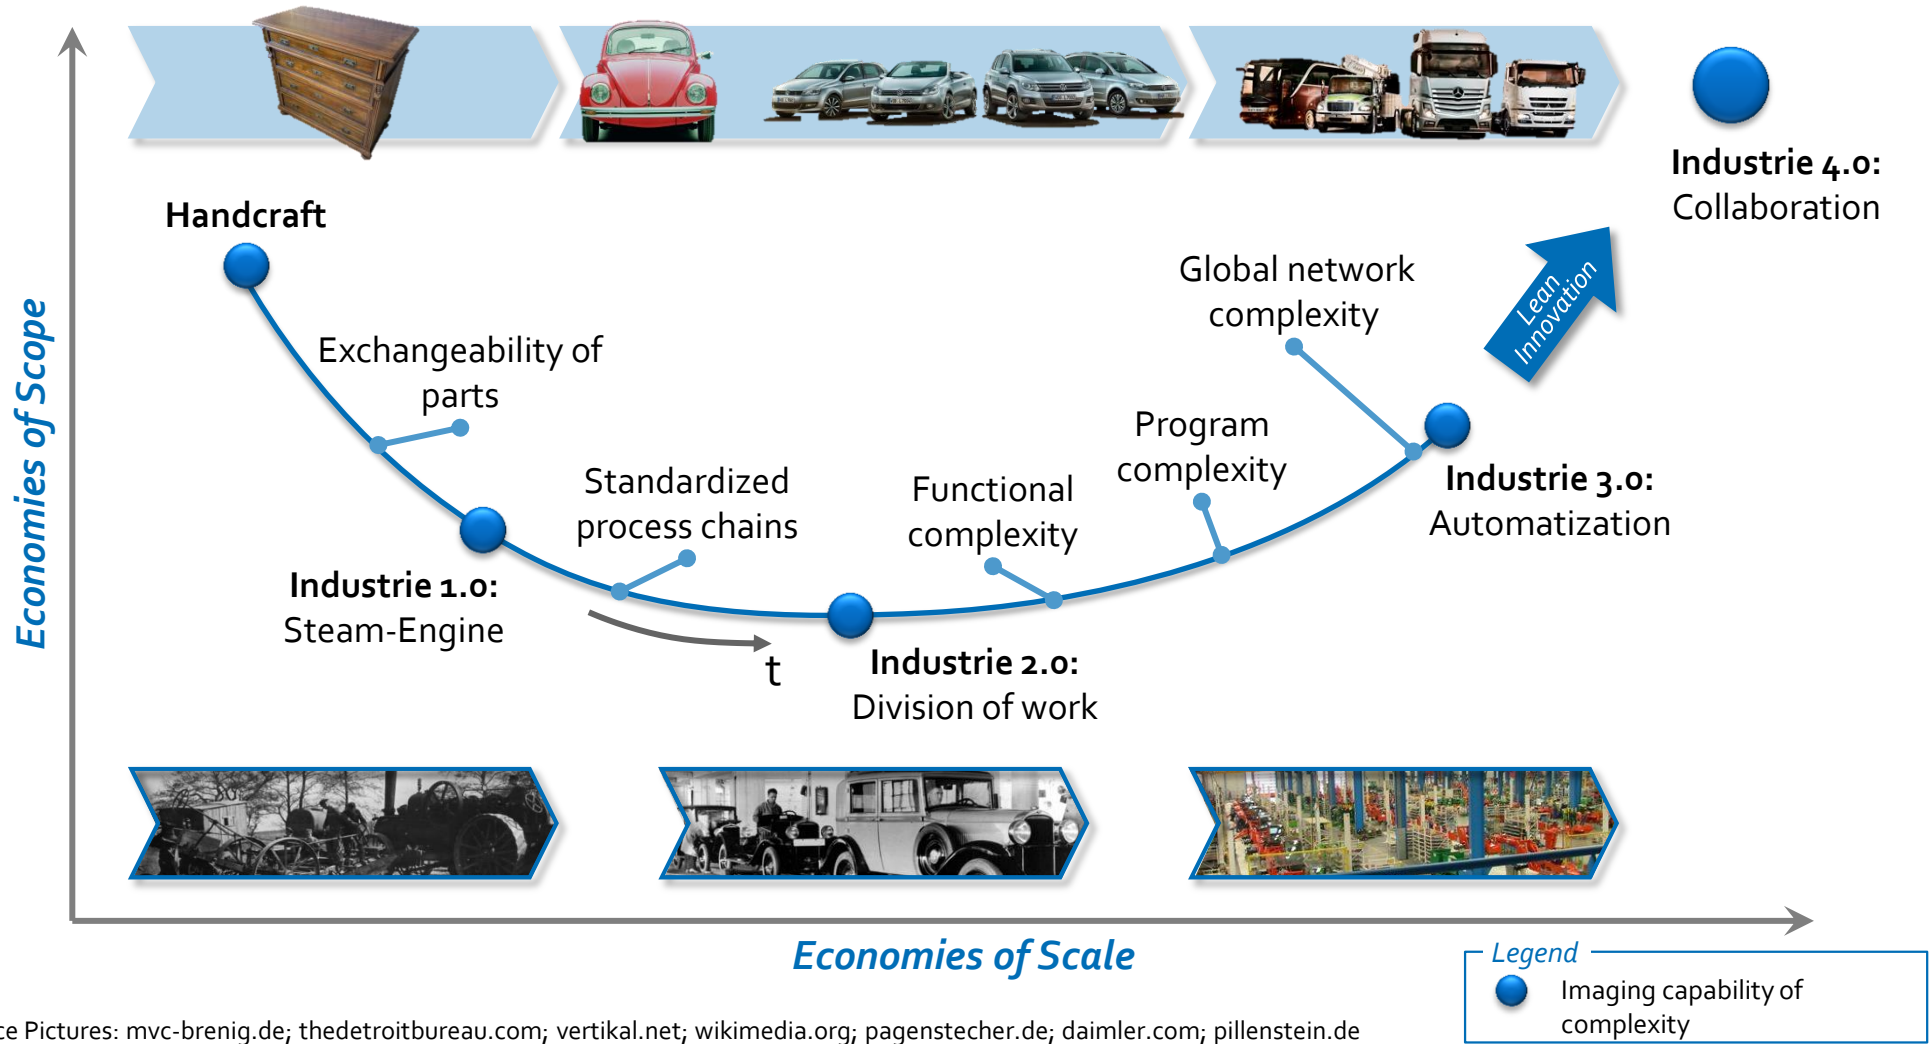 Handcraft
Exchangeability of
parts
Standardized
process chains
Functional
complexity
Program
complexity
Global network
complexity
Lean
Innovation
Industrie 4.0:
Collaboration
Industrie 3.0:
Automatization
Industrie 1.0:
Steam-Engine
t
Industrie 2.0:
Division of work
Economies of Scope
Economies of Scale
Legend
Imaging capability of
complexity
ce Pictures: mvc-brenig.de; thedetroitbureau.com; vertikal.net; wikimedia.org; pagenstecher.de; daimler.com; pillenstein.de